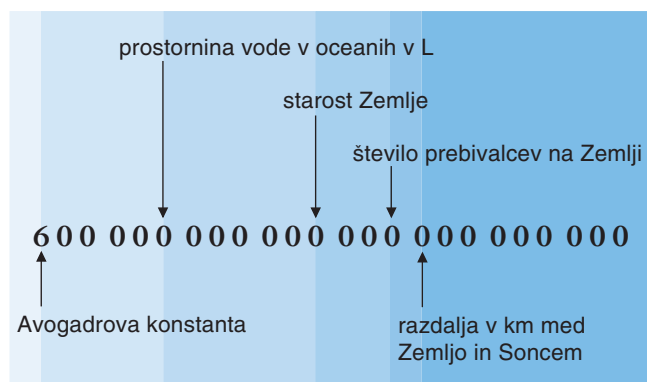 prostornina vode v oceanih v L
starost Zemlje
število prebivalcev na Zemlji
600 000 000 000 000 000 000 000
Avogadrova konstanta
razdalja v km med
Zemljo in Soncem